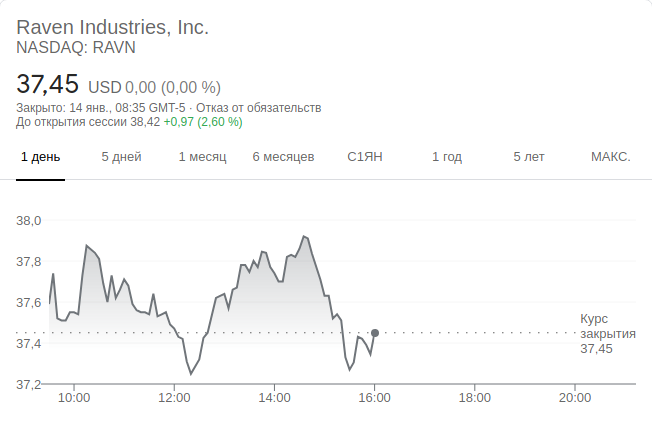 Raven Industries, Inc.
NASDAQ: RAVN
37,45 USD 0,00 (0,00 %)
Закрыто: 14 янв., 08:35 GMT-5 · Отказ от обязательств
До открытия сессии 38,42 +0,97 (2,60 %)
1 день 5 дней 1 месяц 6 месяцев С1ЯН 1 год 5 лет МАКС.
38,0
37,8
37,6
37,4
37,2
Курс
закрытия
37,45
10:00 12:00 14:00 16:00 18:00 20:00